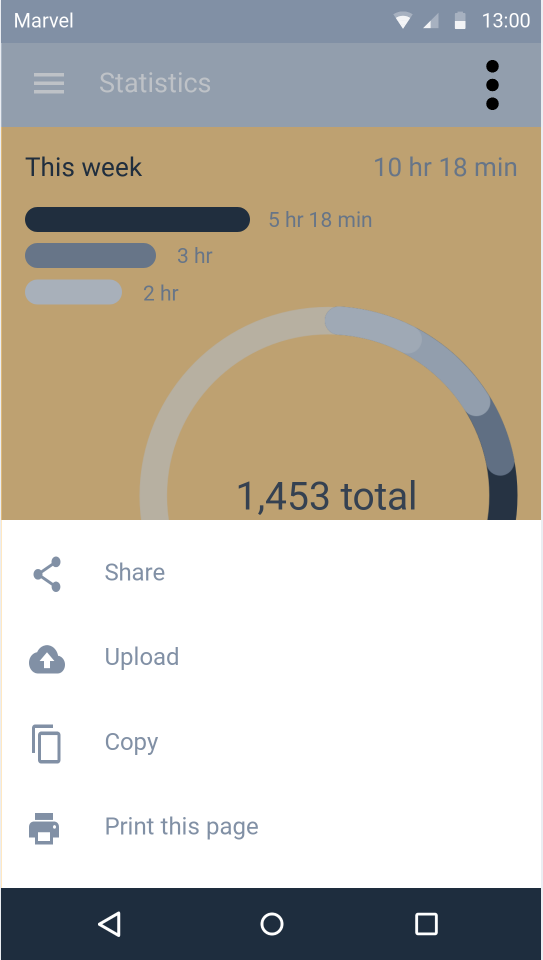 Marvel 13:00
Statistics
This week 10 hr 18 min
5 hr 18 min
3 hr
2 hr
1,453 total
Share
Upload
Copy
Print this page